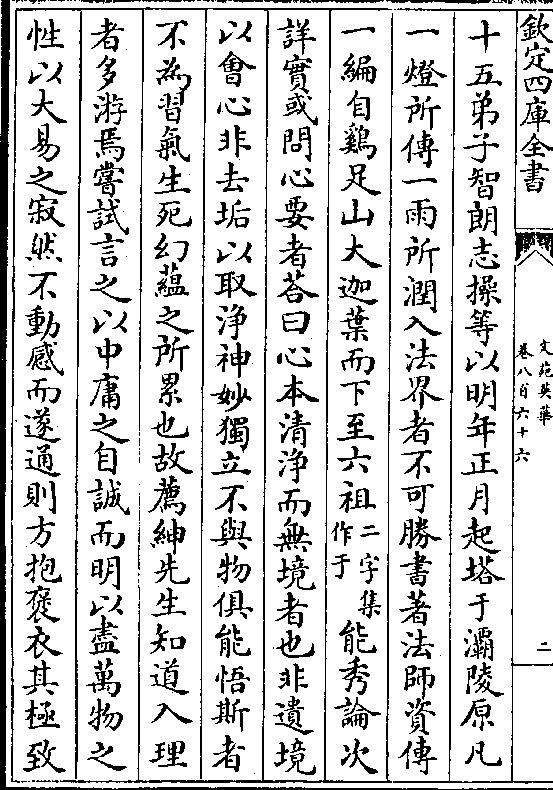 欽定四庫全書
文苑英華
卷八百六十六
二
十五弟子智朗志操等以明年正月起塔于灞陵原凡
一燈所傳一雨所潤入法界者不可勝書著法師資傳
一編自鷄足山大迦葉而下至六祖二字集作于能秀論次
詳實或問心要者荅曰心本清浄而無境者也非遺境
以會心非去垢以取浄神妙獨立不與物俱能悟斯者
不為習氣生死幻蘊之所累也故薦紳先生知道入理
者多游焉嘗試言之以中庸之自誠而明以盡萬物之
性以大易之寂然不動感而遂通則方抱襃衣其極致